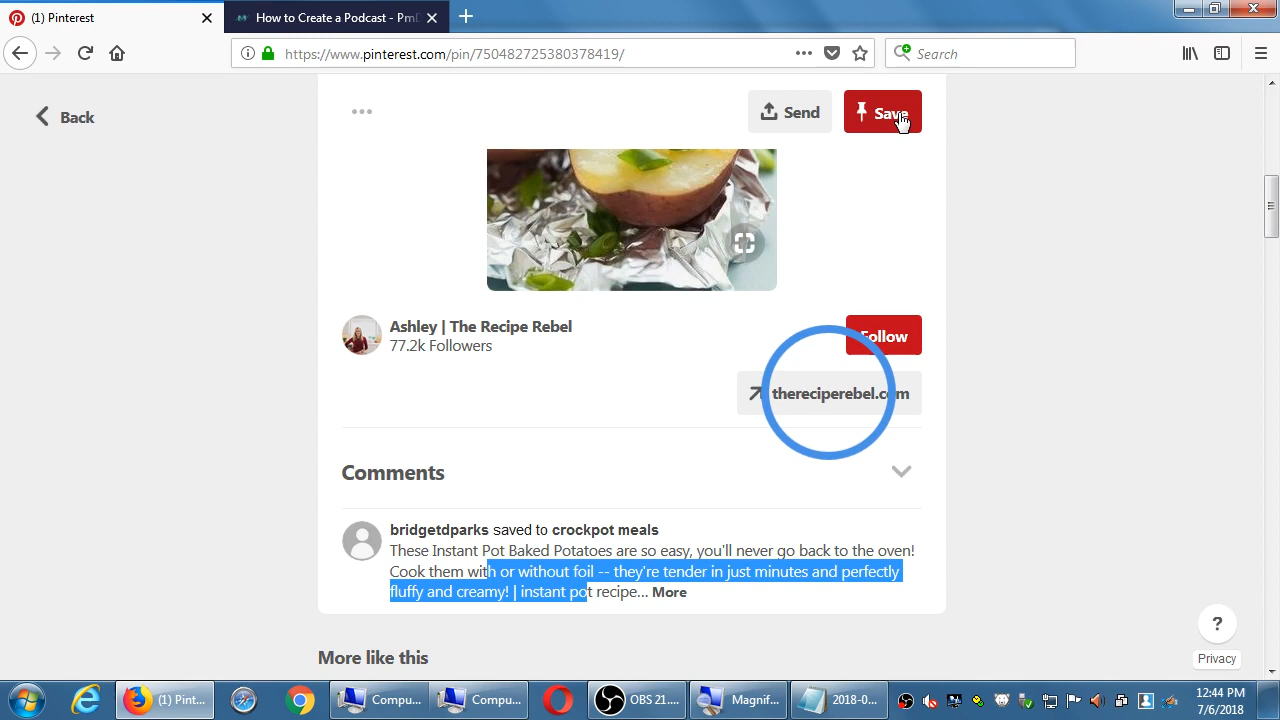 (1) Pinterest
How to Create a Podcast - PmD
https://www.pinterest.com/pin/750482725380378419/
Search
Back
Send
Save
Ashley | The Recipe Rebel
77.2k Followers
Follow
thereciperebel.com
Comments
bridgetdparks saved to crockpot meals
These Instant Pot Baked Potatoes are so easy, you'll never go back to the oven!
Cook them with or without foil -- they're tender in just minutes and perfectly
fluffy and creamy! | instant pot recipe... More
More like this
?
Privacy
(1) Pint...
Compu...
Compu...
OBS 21....
Magnif...
2018-0...
12:44 PM
7/6/2018